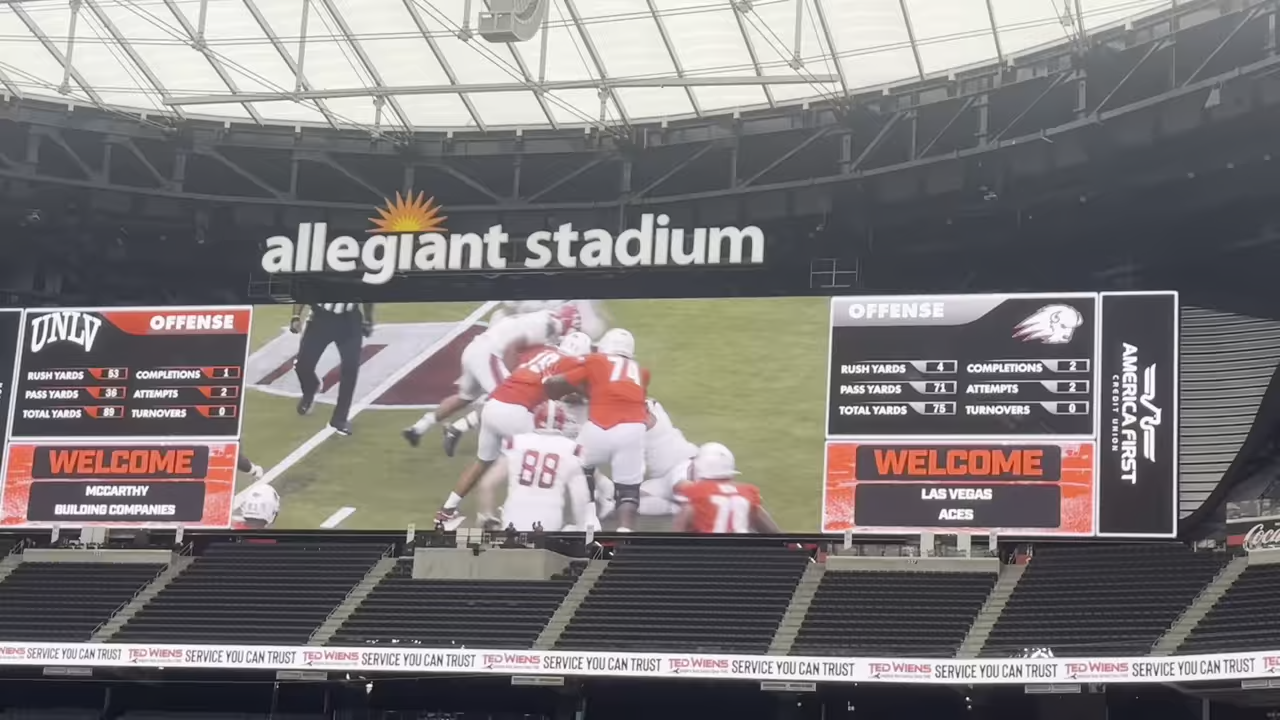 allegiant stadium
UNLV OFFENSE
RUSH YARDS 53 COMPLETIONS 1
PASS YARDS 36 ATTEMPTS 2
TOTAL YARDS 89 TURNOVERS 0
WELCOME
MCCARTHY
BUILDING COMPANIES
74
88
OFFENSE
RUSH YARDS 4 COMPLETIONS 2
PASS YARDS 71 ATTEMPTS 2
TOTAL YARDS 75 TURNOVERS 0
WELCOME
LAS VEGAS
ACES
AMERICA FIRST
CREDIT UNION
TED WIENS SERVICE YOU CAN TRUST TED WIENS SERVICE YOU CAN TRUST TED WIENS SERVICE YOU CAN TRUST TED WIENS SERVICE YOU CAN TRUST TED WIENS SERVICE YOU CAN TRUST TED WIENS SERVICE YOU CAN TRUST TED WIENS